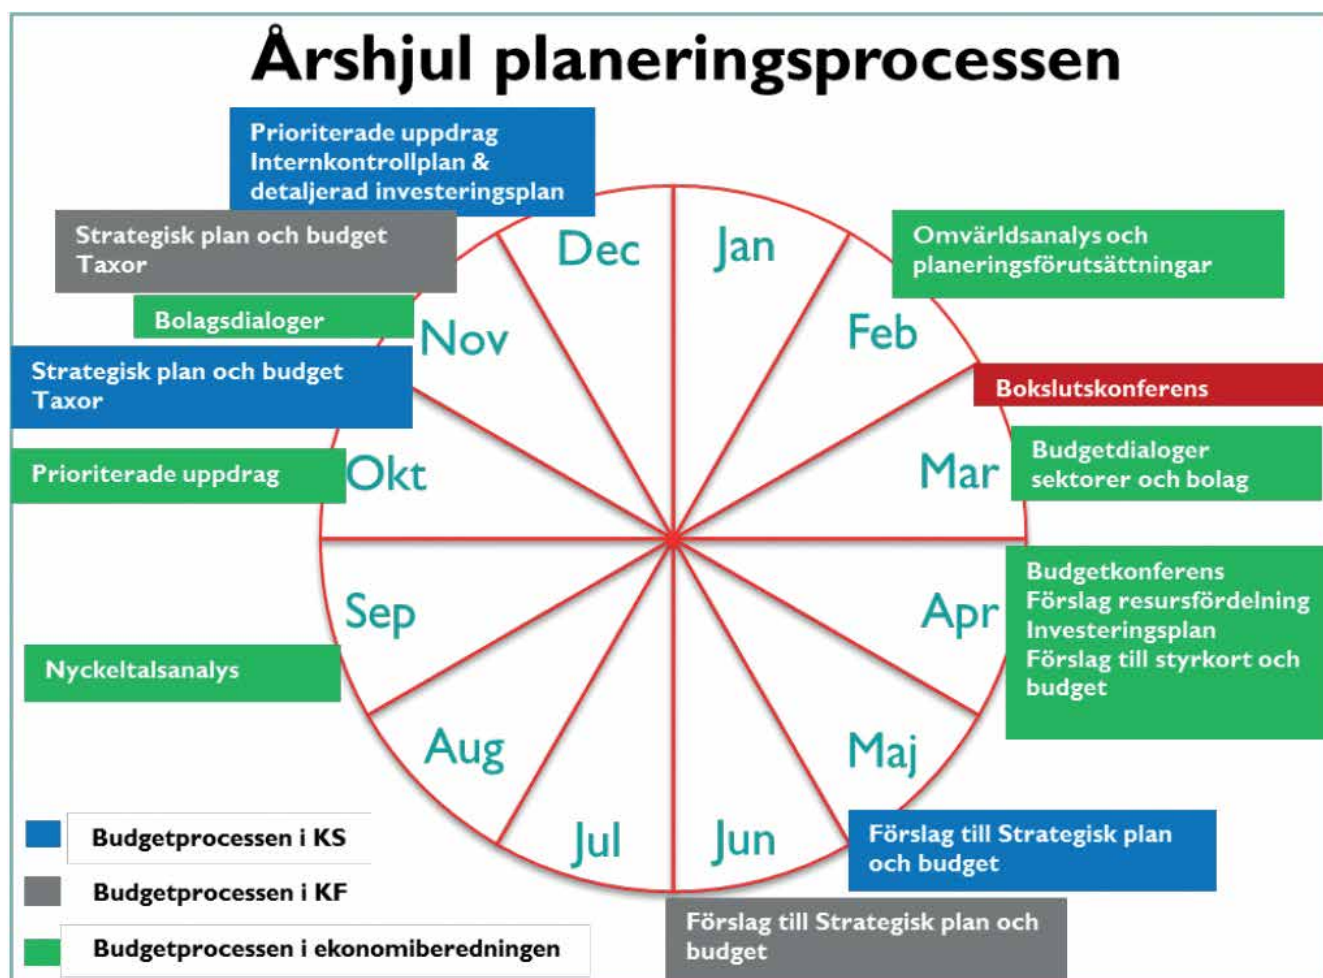 Årshjul planeringsprocessen
Prioriterade uppdrag
Internkontrollplan &
detaljerad investeringsplan
Strategisk plan och budget
Taxor
Bolagsdialoger
Strategisk plan och budget
Taxor
Prioriterade uppdrag
Nyckeltalsanalys
Dec
Jan
Nov
Feb
Okt
Mar
Sep
Apr
Aug
Maj
Jul
Jun
Omvärldsanalys och
planeringsförutsättningar
Bokslutskonferens
Budgetdialoger
sektorer och bolag
Budgetkonferens
Förslag resursfördelning
Investeringsplan
Förslag till styrkort och
budget
Förslag till Strategisk plan
och budget
Förslag till Strategisk plan och
budget
Budgetprocessen i KS
Budgetprocessen i KF
Budgetprocessen i ekonomiberedningen